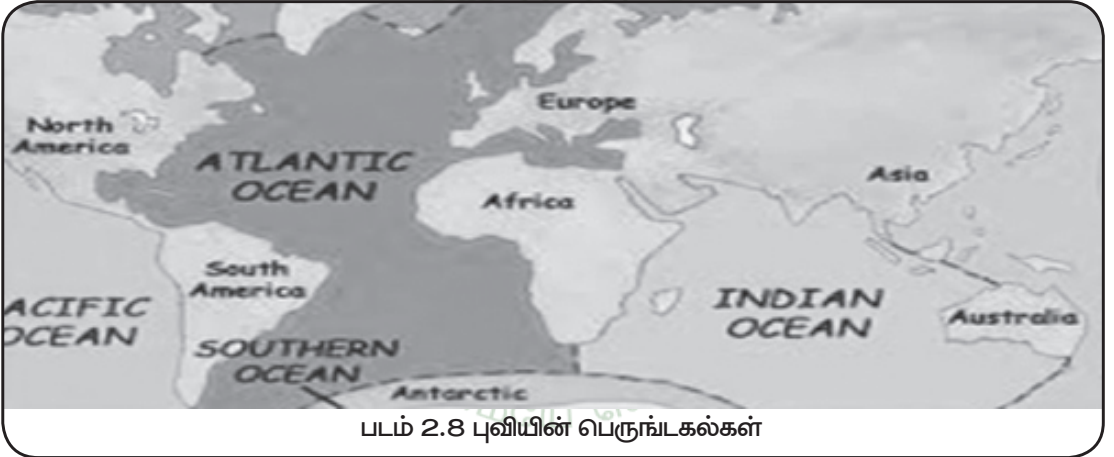 Europe
North
America
ATLANTIC
OCEAN
Asia
Africa
South
America
ACIFIC
OCEAN
INDIAN
OCEAN
Australia
SOUTHERN
OCEAN
Antarctic
படம் 2.8 புவியின் பெருங்டகல்கள்